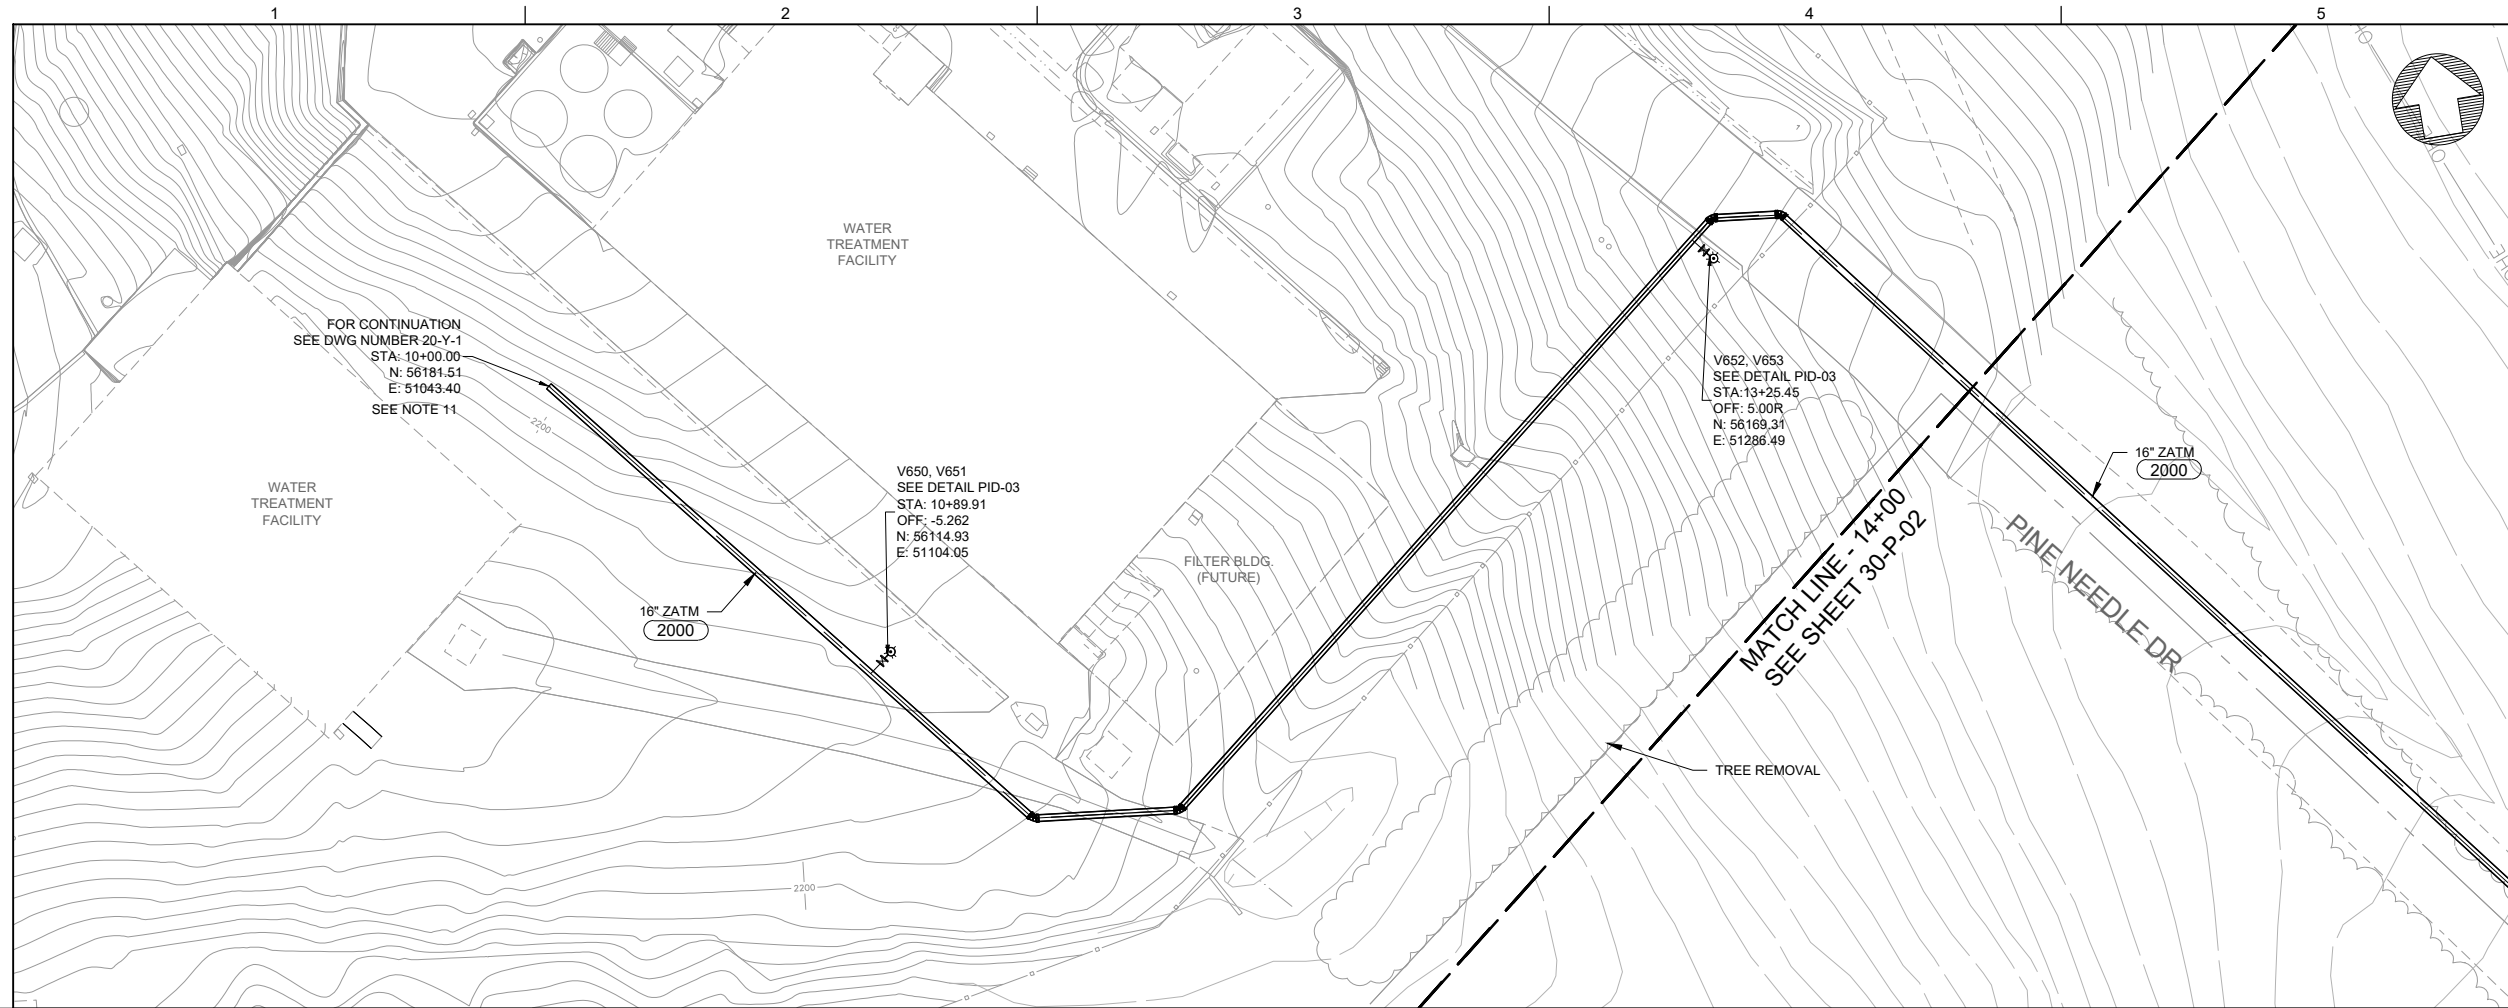 1
2
3
4
5
WATER
TREATMENT
FACILITY
FOR CONTINUATION
SEE DWG NUMBER 20-Y-1
STA: 10+00.00
N: 56181.51
E: 51043.40
SEE NOTE 11
2200
WATER
TREATMENT
FACILITY
V650, V651
SEE DETAIL PID-03
STA: 10+89.91
OFF: -5.262
N: 56114.93
E: 51104.05
16" ZATM
2000
FILTER BLDG.
(FUTURE)
V652, V653
SEE DETAIL PID-03
STA:13+25.45
OFF: 5.00R
N: 56169.31
E: 51286.49
16" ZATM
2000
MATCH LINE - 14+00
SEE SHEET 30-P-02
PINE NEEDLE DR
TREE REMOVAL
2200